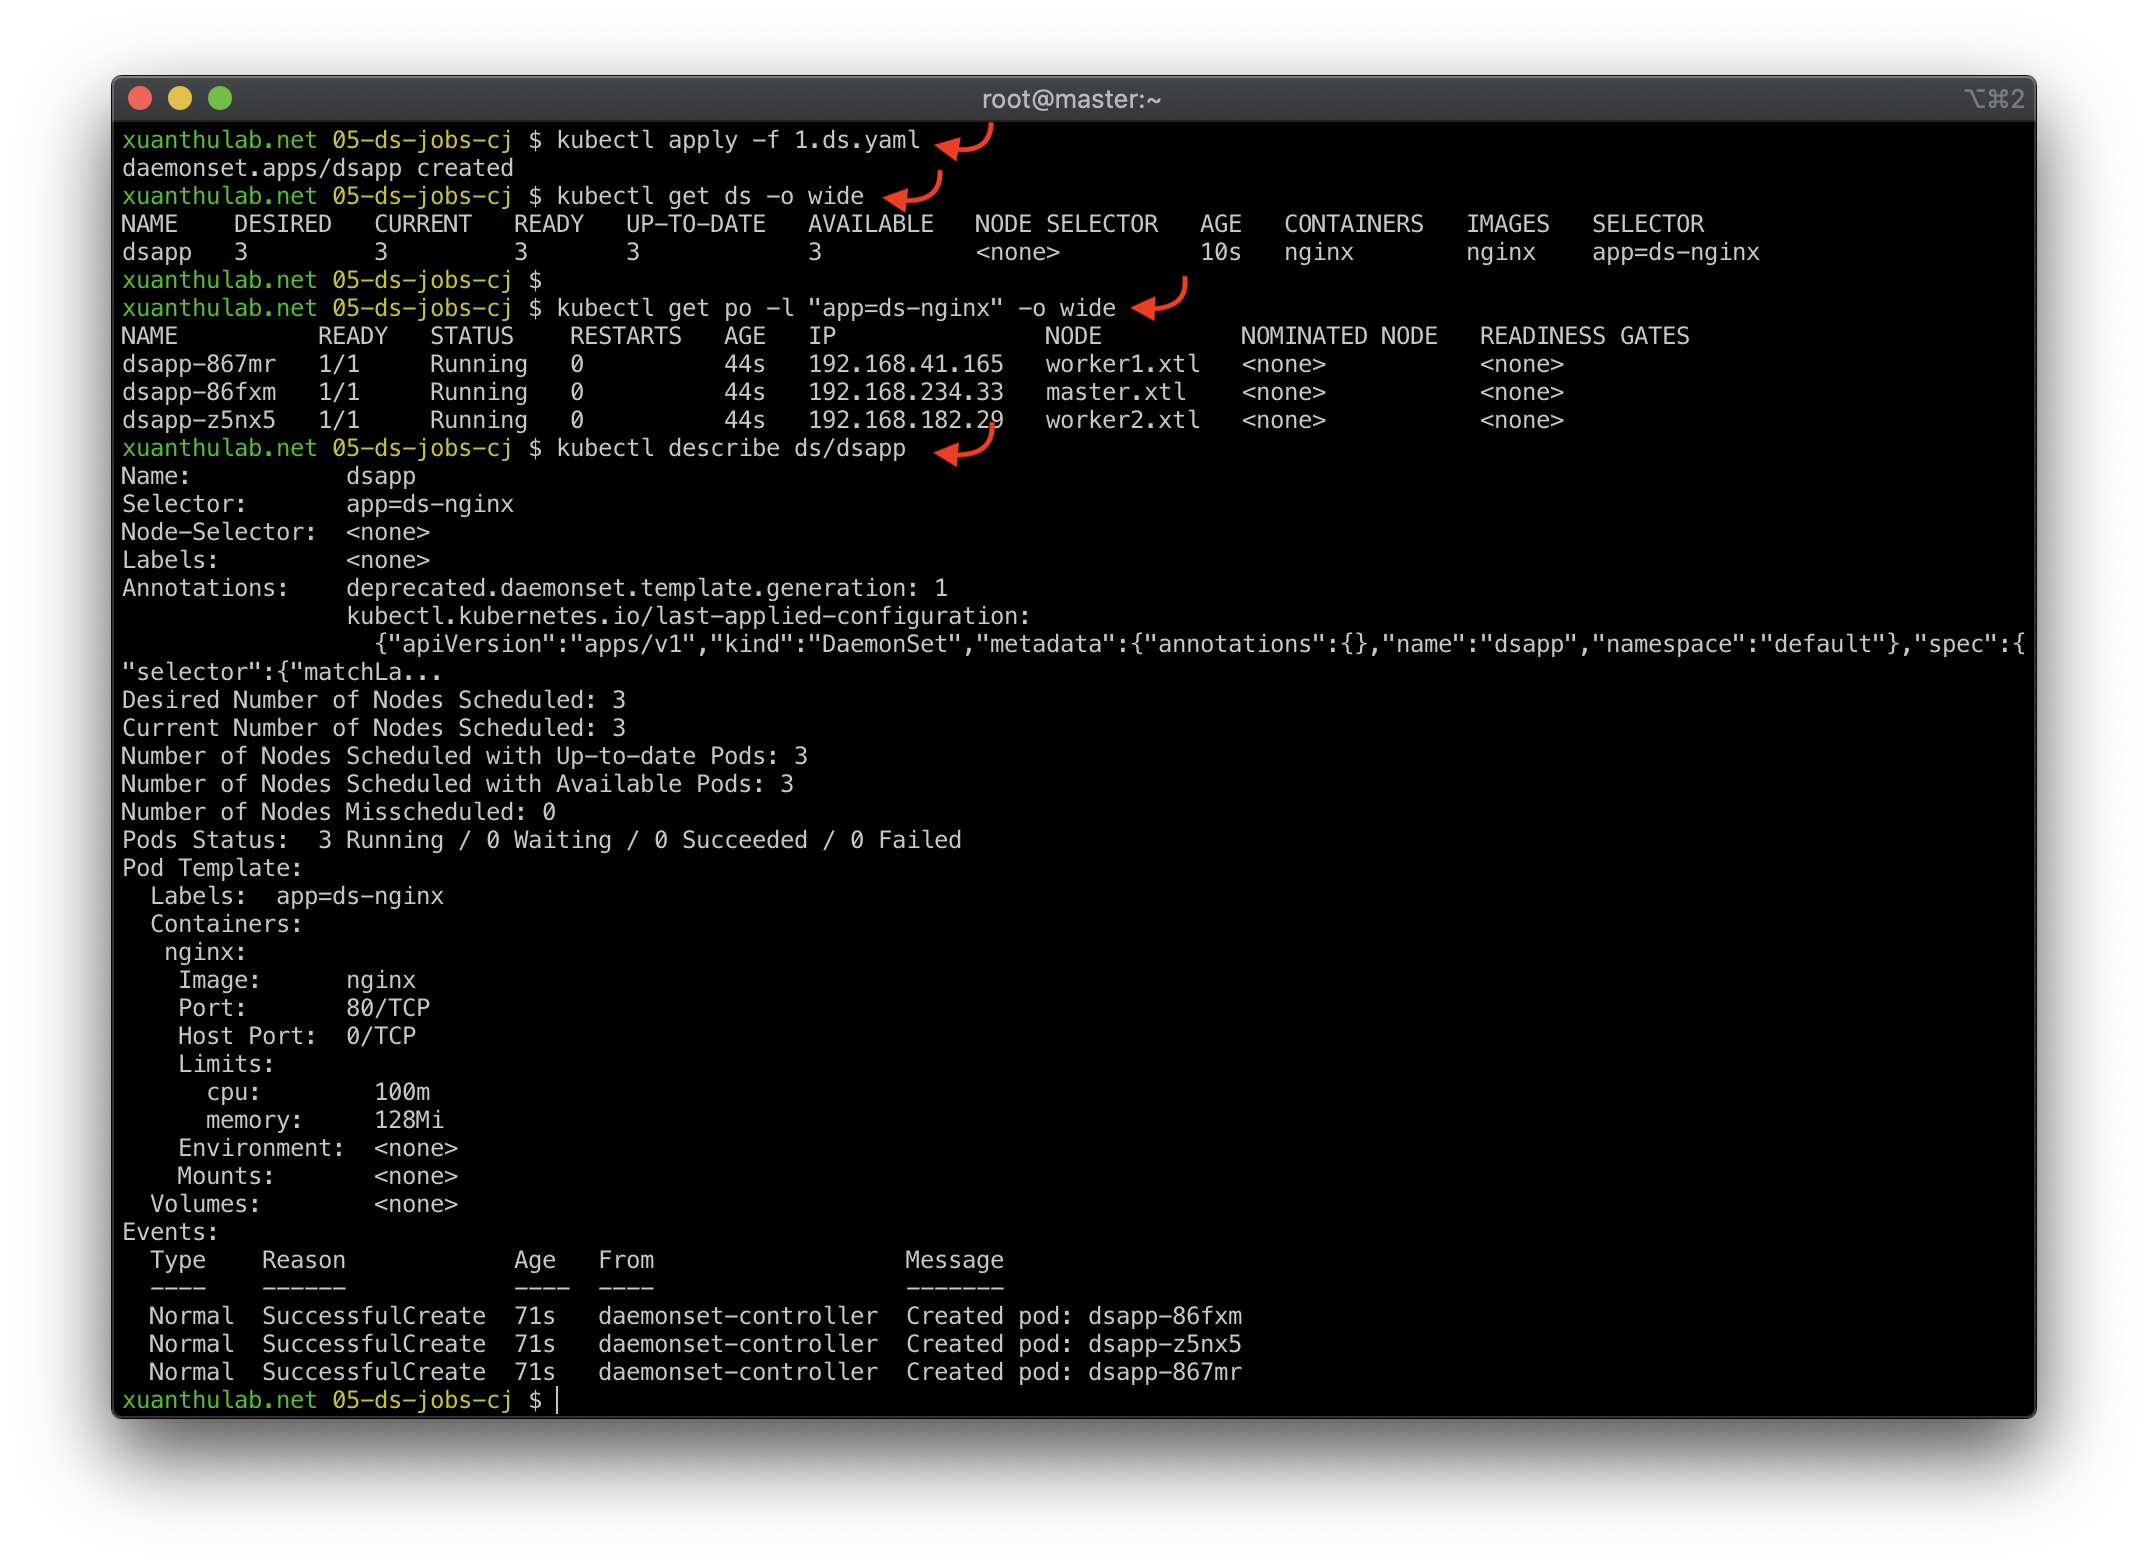 root@master:~
⌥⌘2
xuanthulab.net 05-ds-jobs-cj $ kubectl apply -f 1.ds.yaml
daemonset.apps/dsapp created
xuanthulab.net 05-ds-jobs-cj $ kubectl get ds -o wide
NAME    DESIRED   CURRENT   READY   UP-TO-DATE   AVAILABLE   NODE SELECTOR   AGE   CONTAINERS   IMAGES   SELECTOR
dsapp   3         3         3       3            3           <none>          10s   nginx        nginx    app=ds-nginx
xuanthulab.net 05-ds-jobs-cj $
xuanthulab.net 05-ds-jobs-cj $ kubectl get po -l "app=ds-nginx" -o wide
NAME          READY   STATUS    RESTARTS   AGE   IP               NODE          NOMINATED NODE   READINESS GATES
dsapp-867mr   1/1     Running   0          44s   192.168.41.165   worker1.xtl   <none>           <none>
dsapp-86fxm   1/1     Running   0          44s   192.168.234.33   master.xtl    <none>           <none>
dsapp-z5nx5   1/1     Running   0          44s   192.168.182.29   worker2.xtl   <none>           <none>
xuanthulab.net 05-ds-jobs-cj $ kubectl describe ds/dsapp
Name:           dsapp
Selector:       app=ds-nginx
Node-Selector:  <none>
Labels:         <none>
Annotations:    deprecated.daemonset.template.generation: 1
                kubectl.kubernetes.io/last-applied-configuration:
                  {"apiVersion":"apps/v1","kind":"DaemonSet","metadata":{"annotations":{},"name":"dsapp","namespace":"default"},"spec":{
"selector":{"matchLa...
Desired Number of Nodes Scheduled: 3
Current Number of Nodes Scheduled: 3
Number of Nodes Scheduled with Up-to-date Pods: 3
Number of Nodes Scheduled with Available Pods: 3
Number of Nodes Misscheduled: 0
Pods Status:  3 Running / 0 Waiting / 0 Succeeded / 0 Failed
Pod Template:
  Labels:  app=ds-nginx
  Containers:
   nginx:
    Image:      nginx
    Port:       80/TCP
    Host Port:  0/TCP
    Limits:
      cpu:        100m
      memory:     128Mi
    Environment:  <none>
    Mounts:       <none>
  Volumes:        <none>
Events:
  Type    Reason            Age   From                  Message
  ----    ------            ----  ----                  -------
  Normal  SuccessfulCreate  71s   daemonset-controller  Created pod: dsapp-86fxm
  Normal  SuccessfulCreate  71s   daemonset-controller  Created pod: dsapp-z5nx5
  Normal  SuccessfulCreate  71s   daemonset-controller  Created pod: dsapp-867mr
xuanthulab.net 05-ds-jobs-cj $